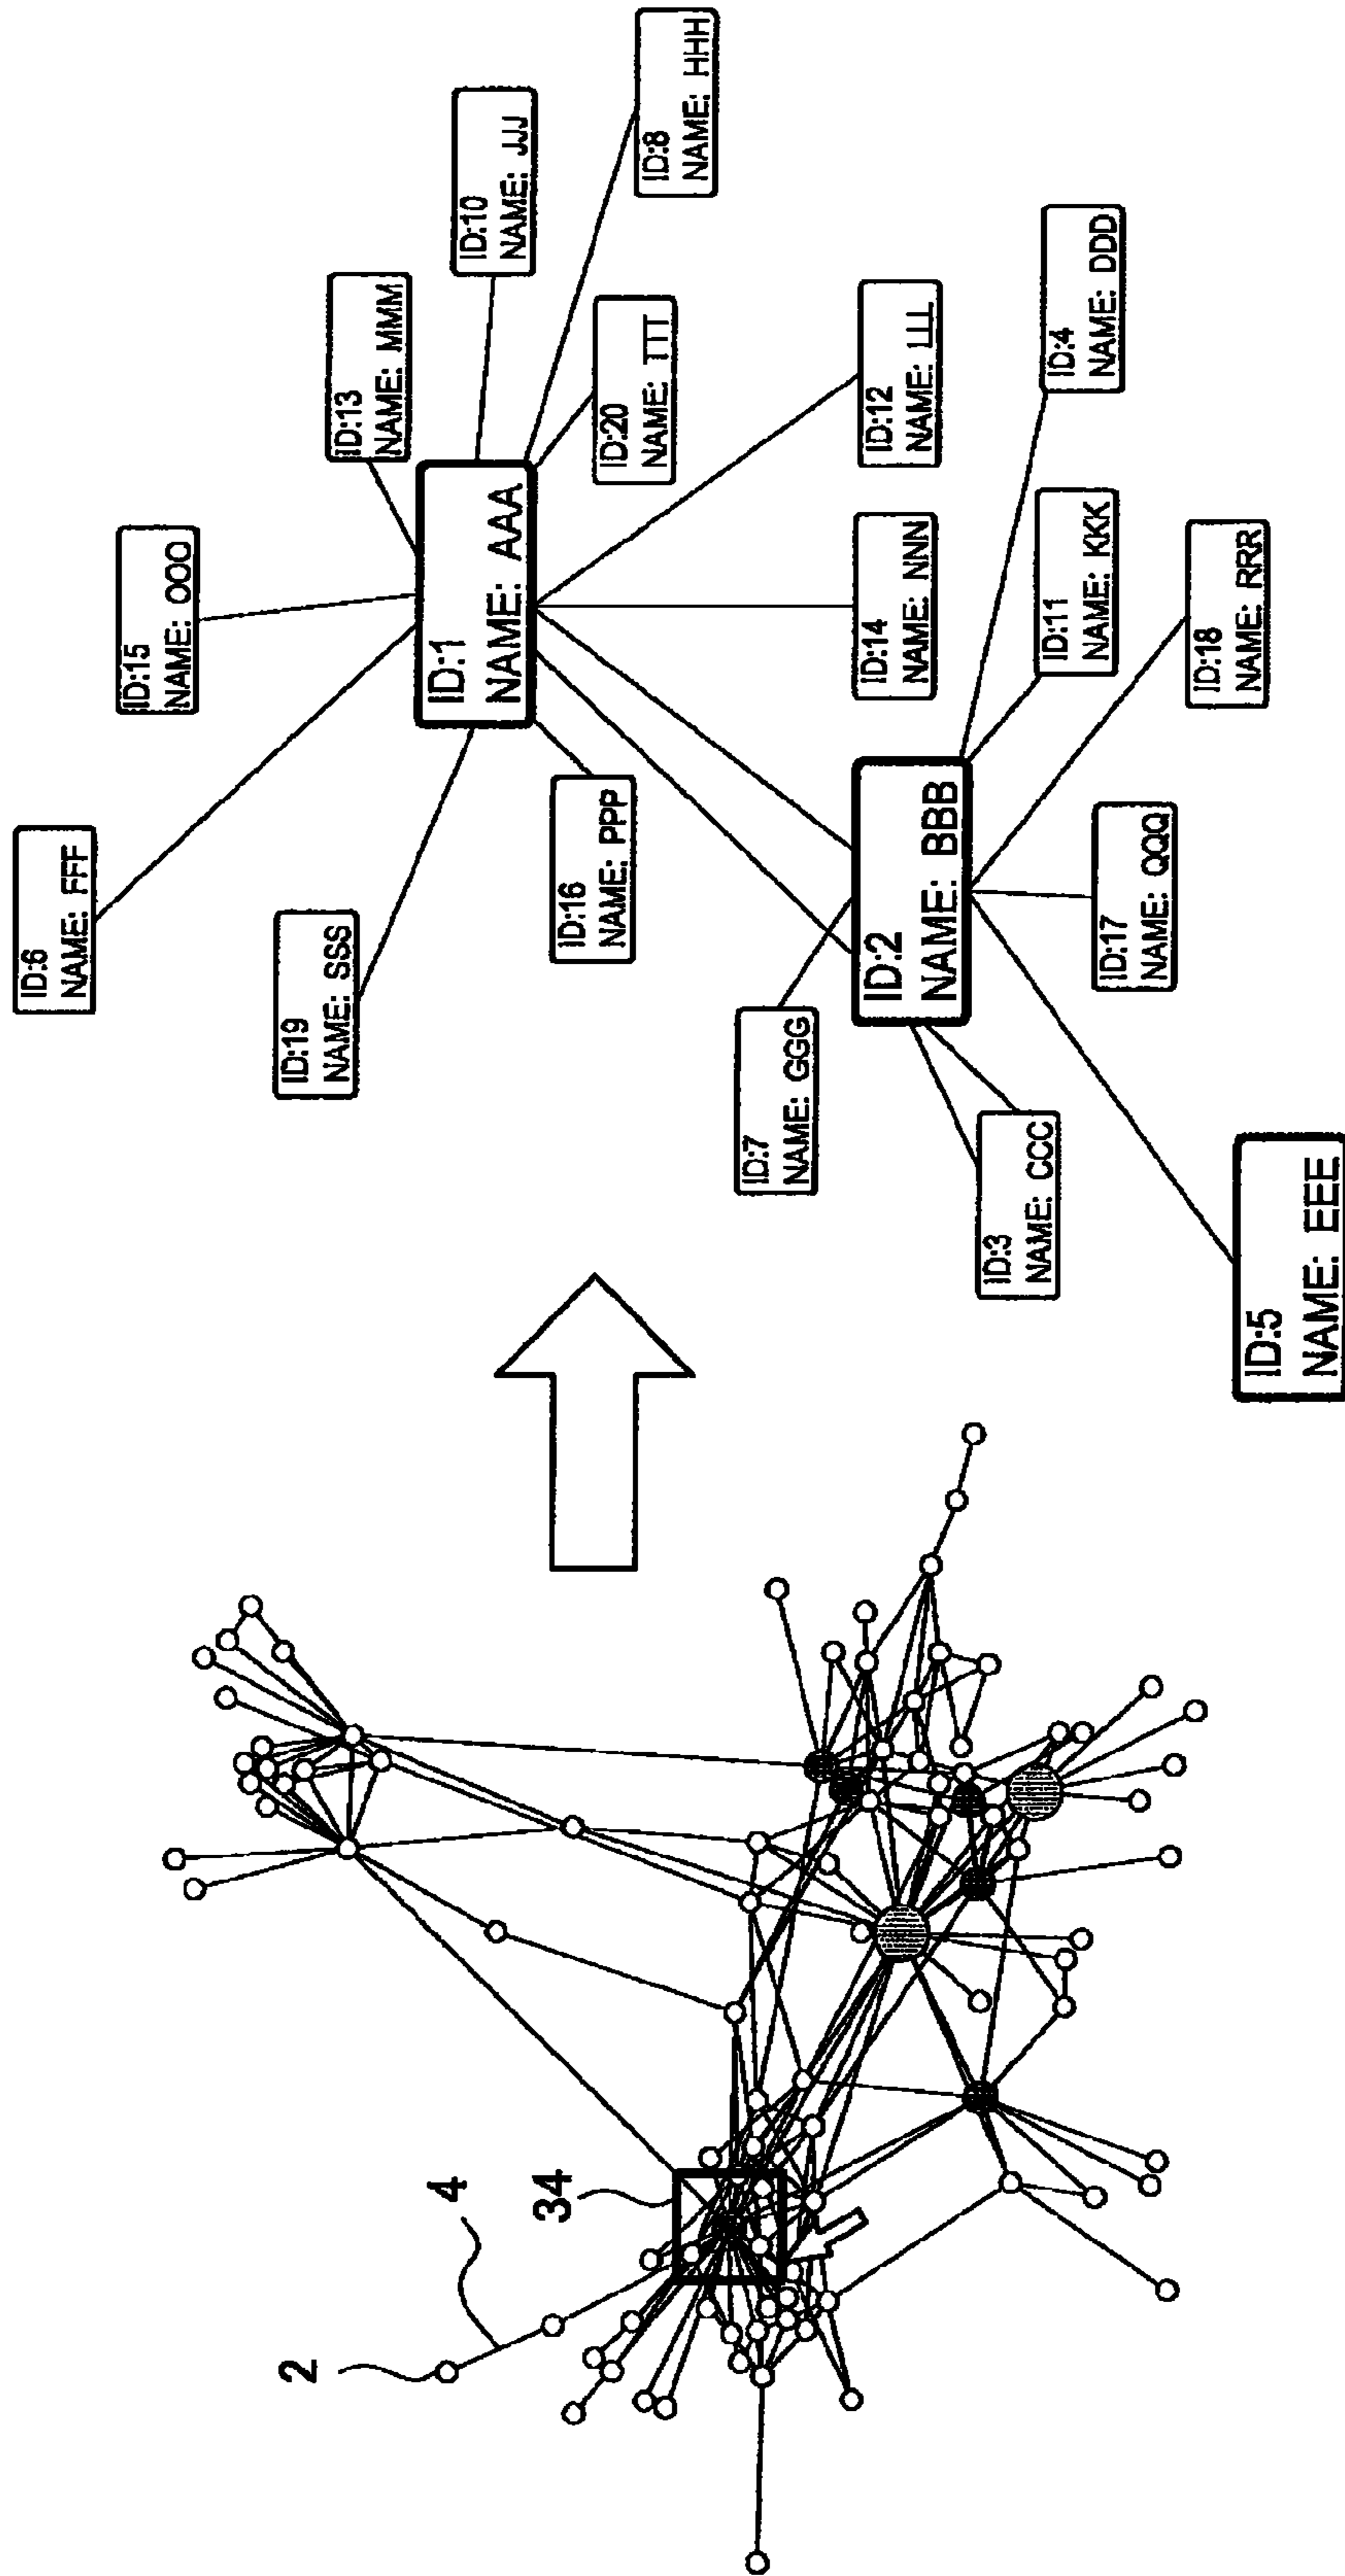 2
4
34
ID:6
NAME: FFF
ID:15
NAME: OOO
ID:19
NAME: SSS
ID:13
NAME: MMM
ID:1
NAME: AAA
ID:10
NAME: JJJ
ID:16
NAME: PPP
ID:20
NAME: TTT
ID:8
NAME: HHH
ID:7
NAME: GGG
ID:2
NAME: BBB
ID:14
NAME: NNN
ID:12
NAME: LLL
ID:3
NAME: CCC
ID:11
NAME: KKK
ID:4
NAME: DDD
ID:17
NAME: QQQ
ID:18
NAME: RRR
ID:5
NAME: EEE